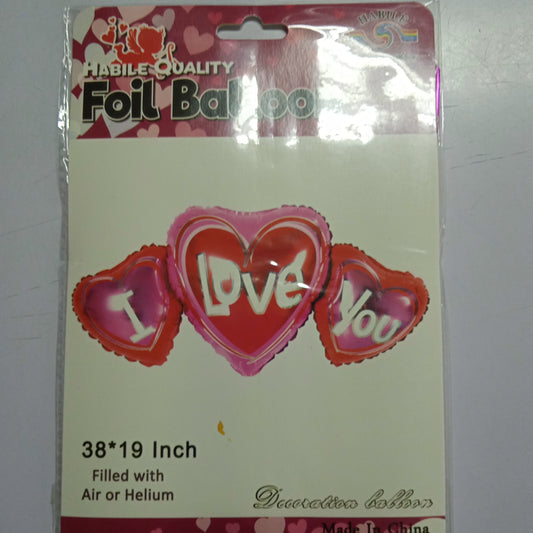 HABILE
HABILE QUALITY
Foil Balloon
I LOVE YOU
38*19 Inch
Filled with
Air or Helium
Decoration balloon
Made In China